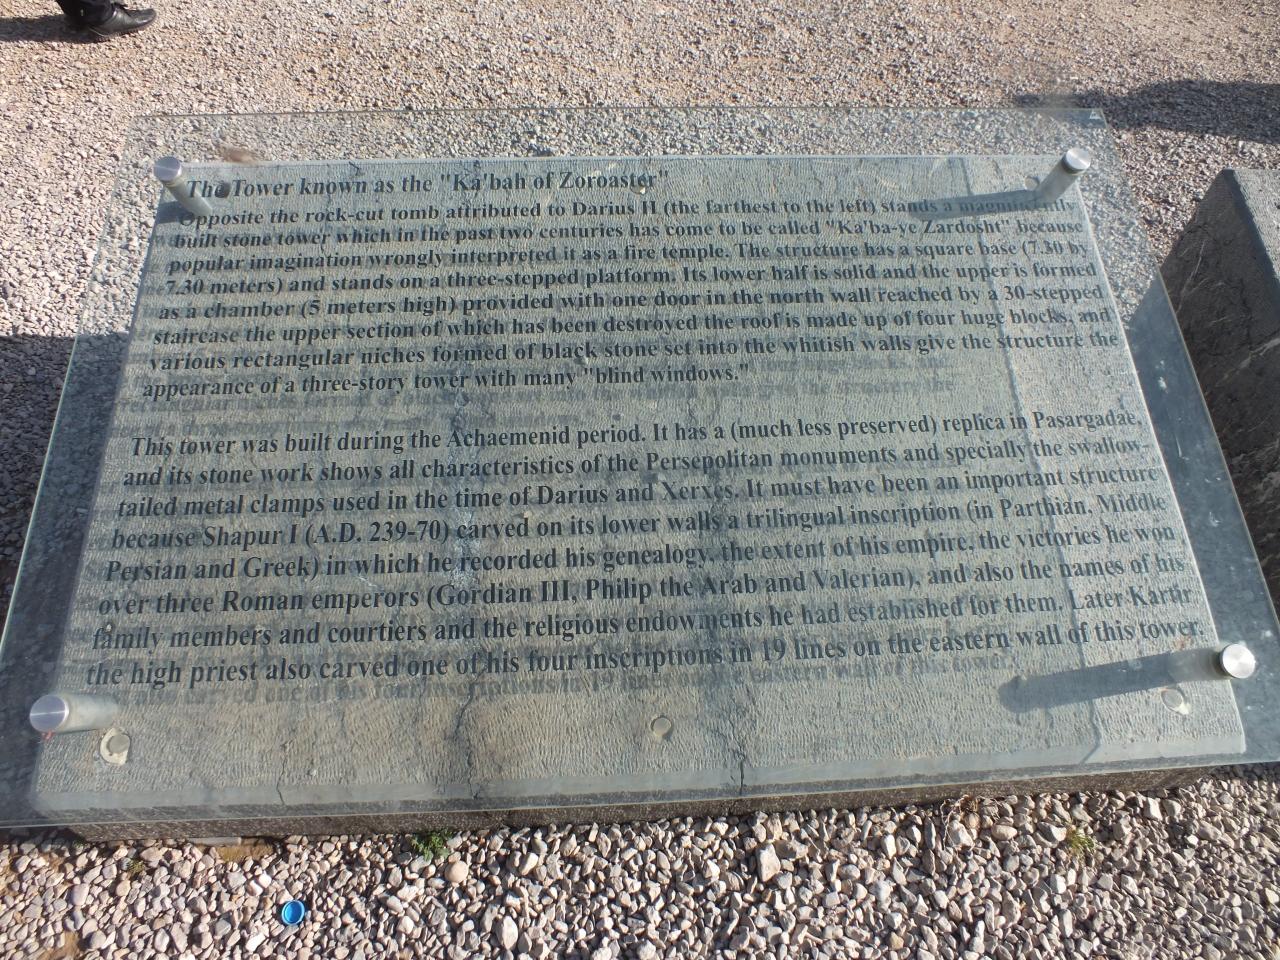 The Tower known as the "Ka'bah of Zoroaster"
Opposite the rock-cut tomb attributed to Darius II (the farthest to the left) stands a magnificently
built stone tower which in the past two centuries has come to be called "Ka'ba-ye Zardosht" because
popular imagination wrongly interpreted it as a fire temple. The structure has a square base (7.30 by
7.30 meters) and stands on a three-stepped platform. Its lower half is solid and the upper is formed
as a chamber (5 meters high) provided with one door in the north wall reached by a 30-stepped
staircase the upper section of which has been destroyed the roof is made up of four huge blocks, and
various rectangular niches formed of black stone set into the whitish walls give the structure the
appearance of a three-story tower with many "blind windows."
This tower was built during the Achaemenid period. It has a (much less preserved) replica in Pasargadae,
and its stone work shows all characteristics of the Persepolitan monuments and specially the swallow-
tailed metal clamps used in the time of Darius and Xerxes. It must have been an important structure
because Shapur I (A.D. 239-70) carved on its lower walls a trilingual inscription (in Parthian, Middle
Persian and Greek) in which he recorded his genealogy, the extent of his empire, the victories he won
over three Roman emperors (Gordian III, Philip the Arab and Valerian), and also the names of his
family members and courtiers and the religious endowments he had established for them. Later Kartir
the high priest also carved one of his four inscriptions in 19 lines on the eastern wall of this tower.